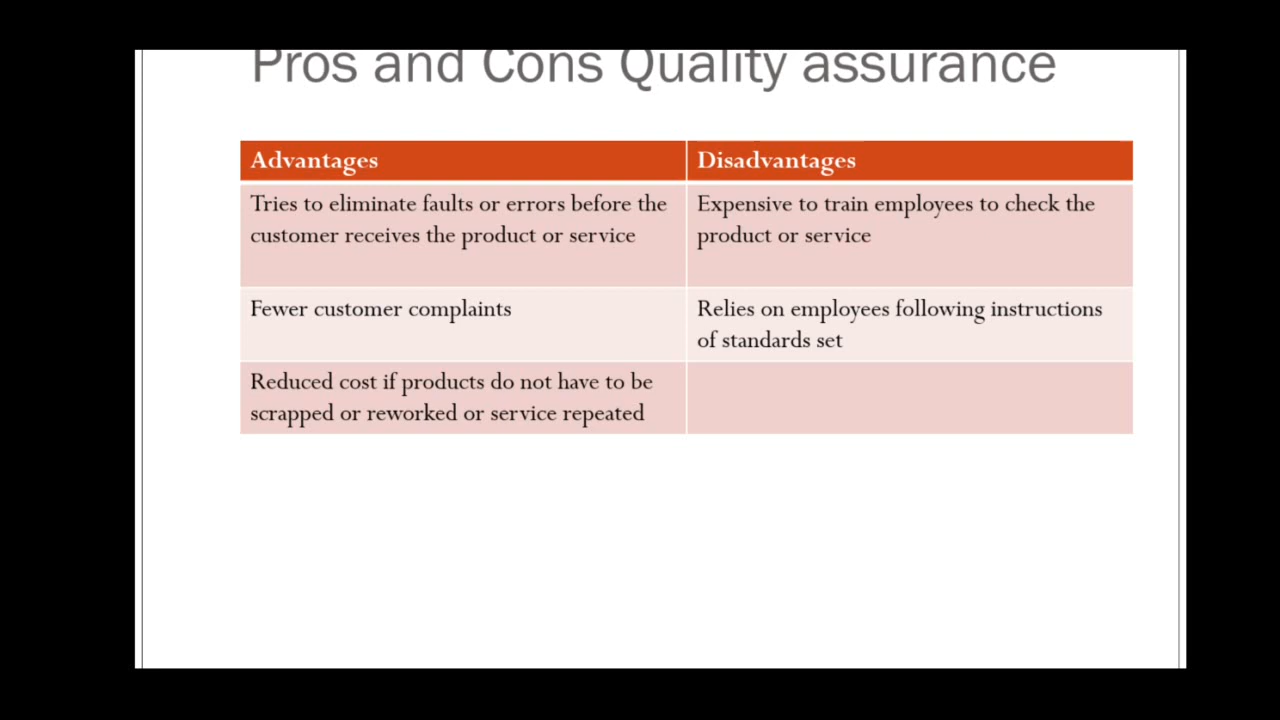 Pros and Cons Quality assurance
Advantages
Disadvantages
Tries to eliminate faults or errors before the
customer receives the product or service
Expensive to train employees to check the
product or service
Fewer customer complaints
Relies on employees following instructions
of standards set
Reduced cost if products do not have to be
scrapped or reworked or service repeated